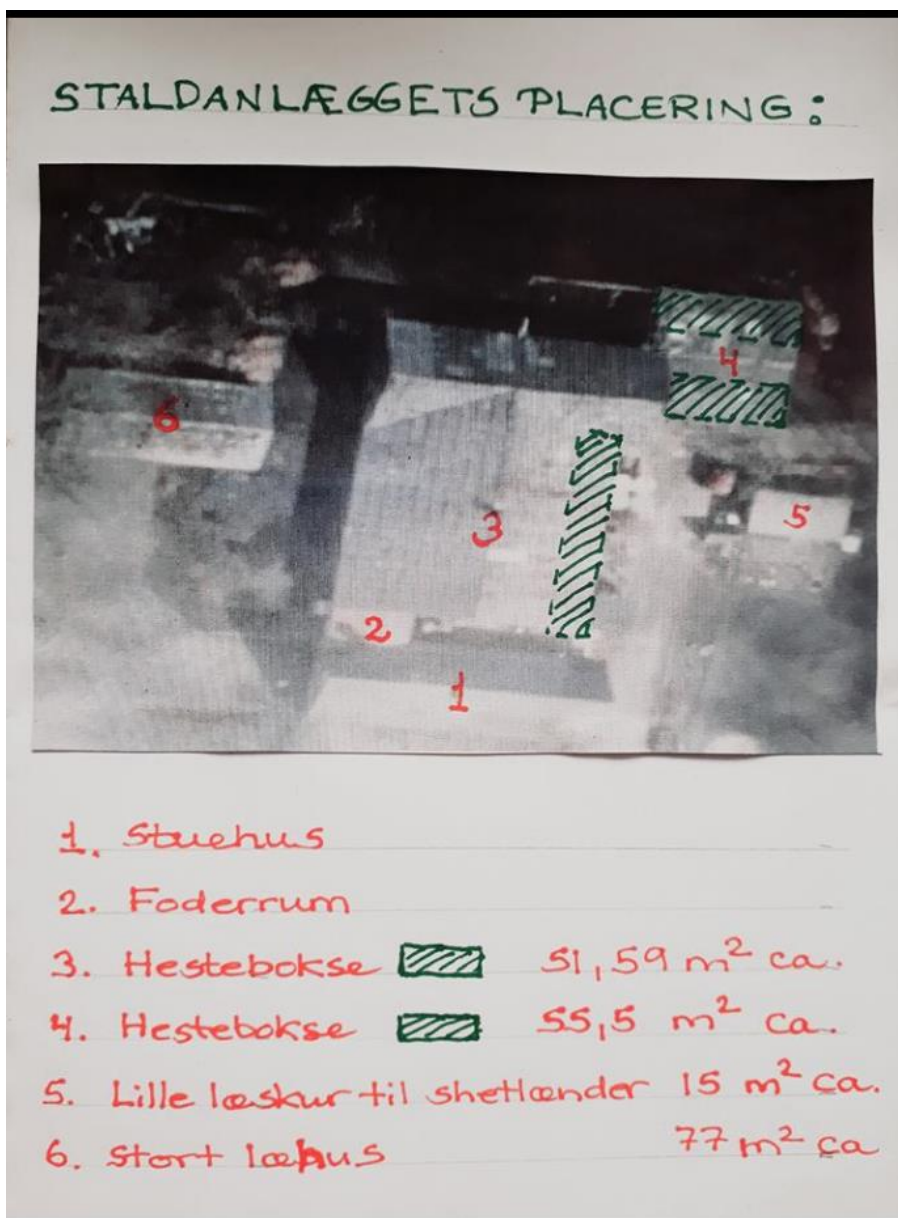 STALDANLÆGGETS PLACERING:
4
6
5
3
2
1
1. Stuehus
2. Foderrum
3. Hestebokse 51,59 m² ca.
4. Hestebokse 55,5 m² ca.
5. Lille læskur til shetlænder 15 m² ca.
6. Stort læhus 77 m² ca